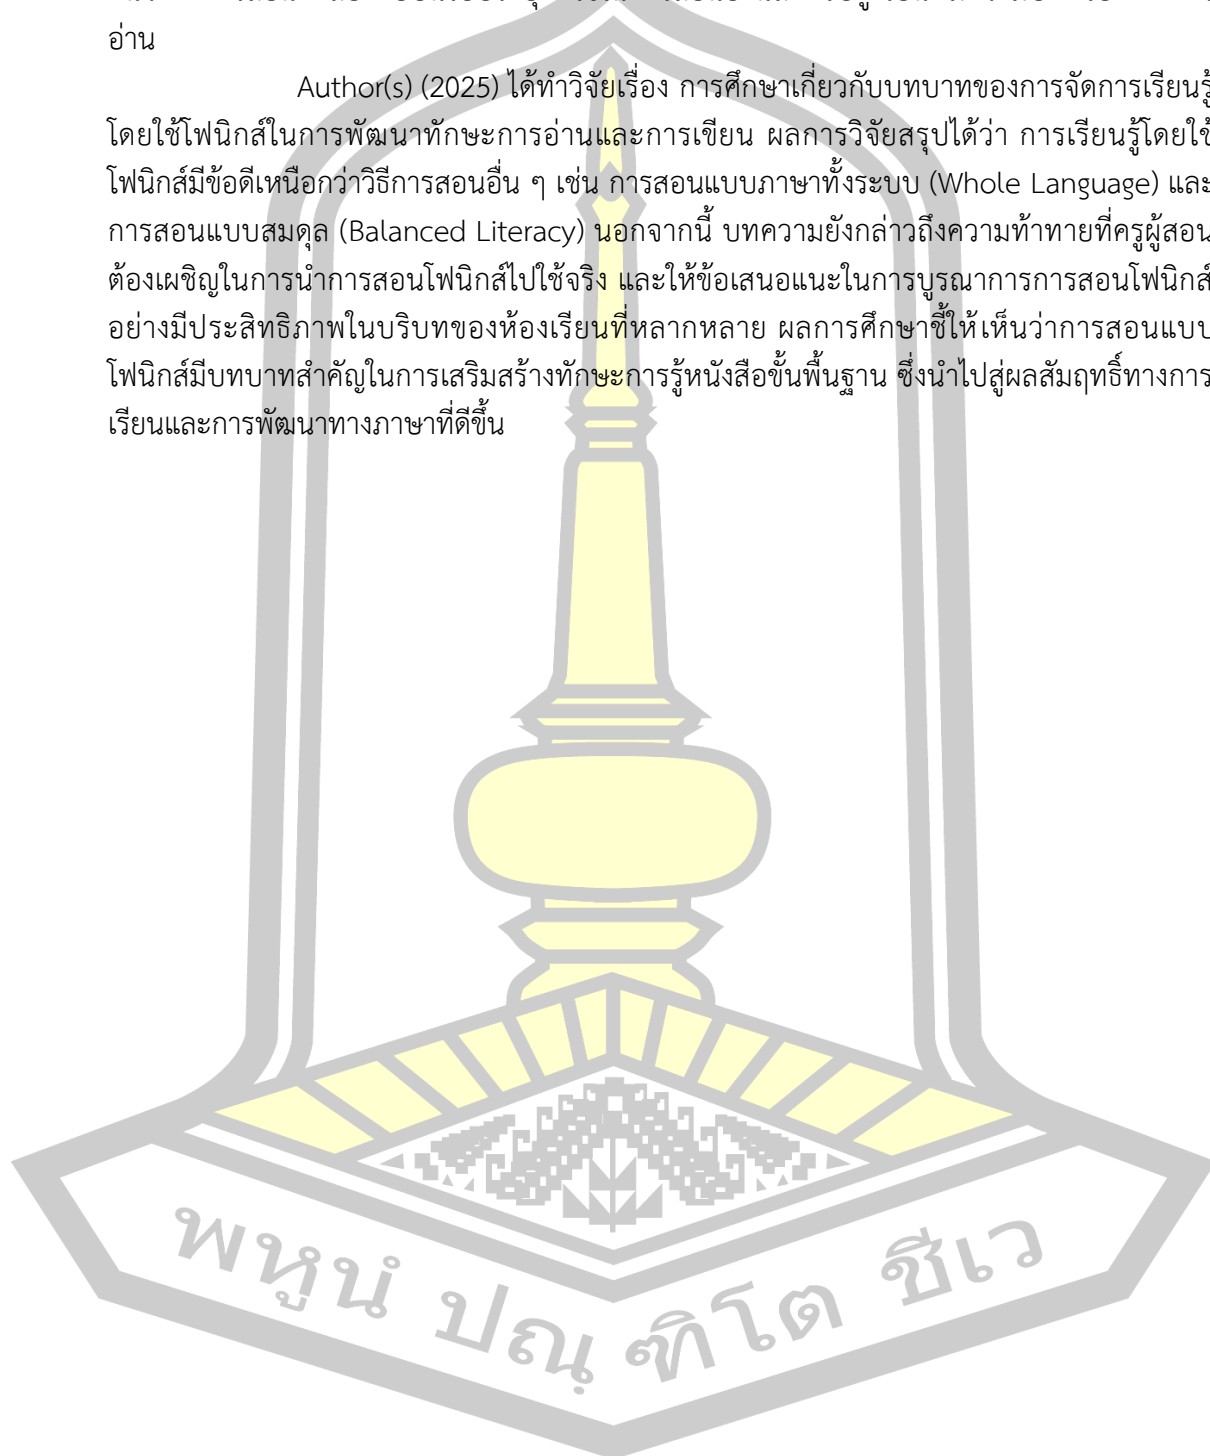 อ่าน
Author(s) (2025) ได้ทำวิจัยเรื่อง การศึกษาเกี่ยวกับบทบาทของการจัดการเรียนรู้
โดยใช้โฟนิกส์ในการพัฒนาทักษะการอ่านและการเขียน ผลการวิจัยสรุปได้ว่า การเรียนรู้โดยใช้
โฟนิกส์มีข้อดีเหนือกว่าวิธีการสอนอื่น ๆ เช่น การสอนแบบภาษาทั้งระบบ (Whole Language) และ
การสอนแบบสมดุล (Balanced Literacy) นอกจากนี้ บทความยังกล่าวถึงความท้าทายที่ครูผู้สอน
ต้องเผชิญในการนำการสอนโฟนิกส์ไปใช้จริง และให้ข้อเสนอแนะในการบูรณาการการสอนโฟนิกส์
อย่างมีประสิทธิภาพในบริบทของห้องเรียนที่หลากหลาย ผลการศึกษาชี้ให้เห็นว่าการสอนแบบ
โฟนิกส์มีบทบาทสำคัญในการเสริมสร้างทักษะการรู้หนังสือขั้นพื้นฐาน ซึ่งนำไปสู่ผลสัมฤทธิ์ทางการ
เรียนและการพัฒนาทางภาษาที่ดีขึ้น
พหูนํ ปณฺฑิโต ชีเว